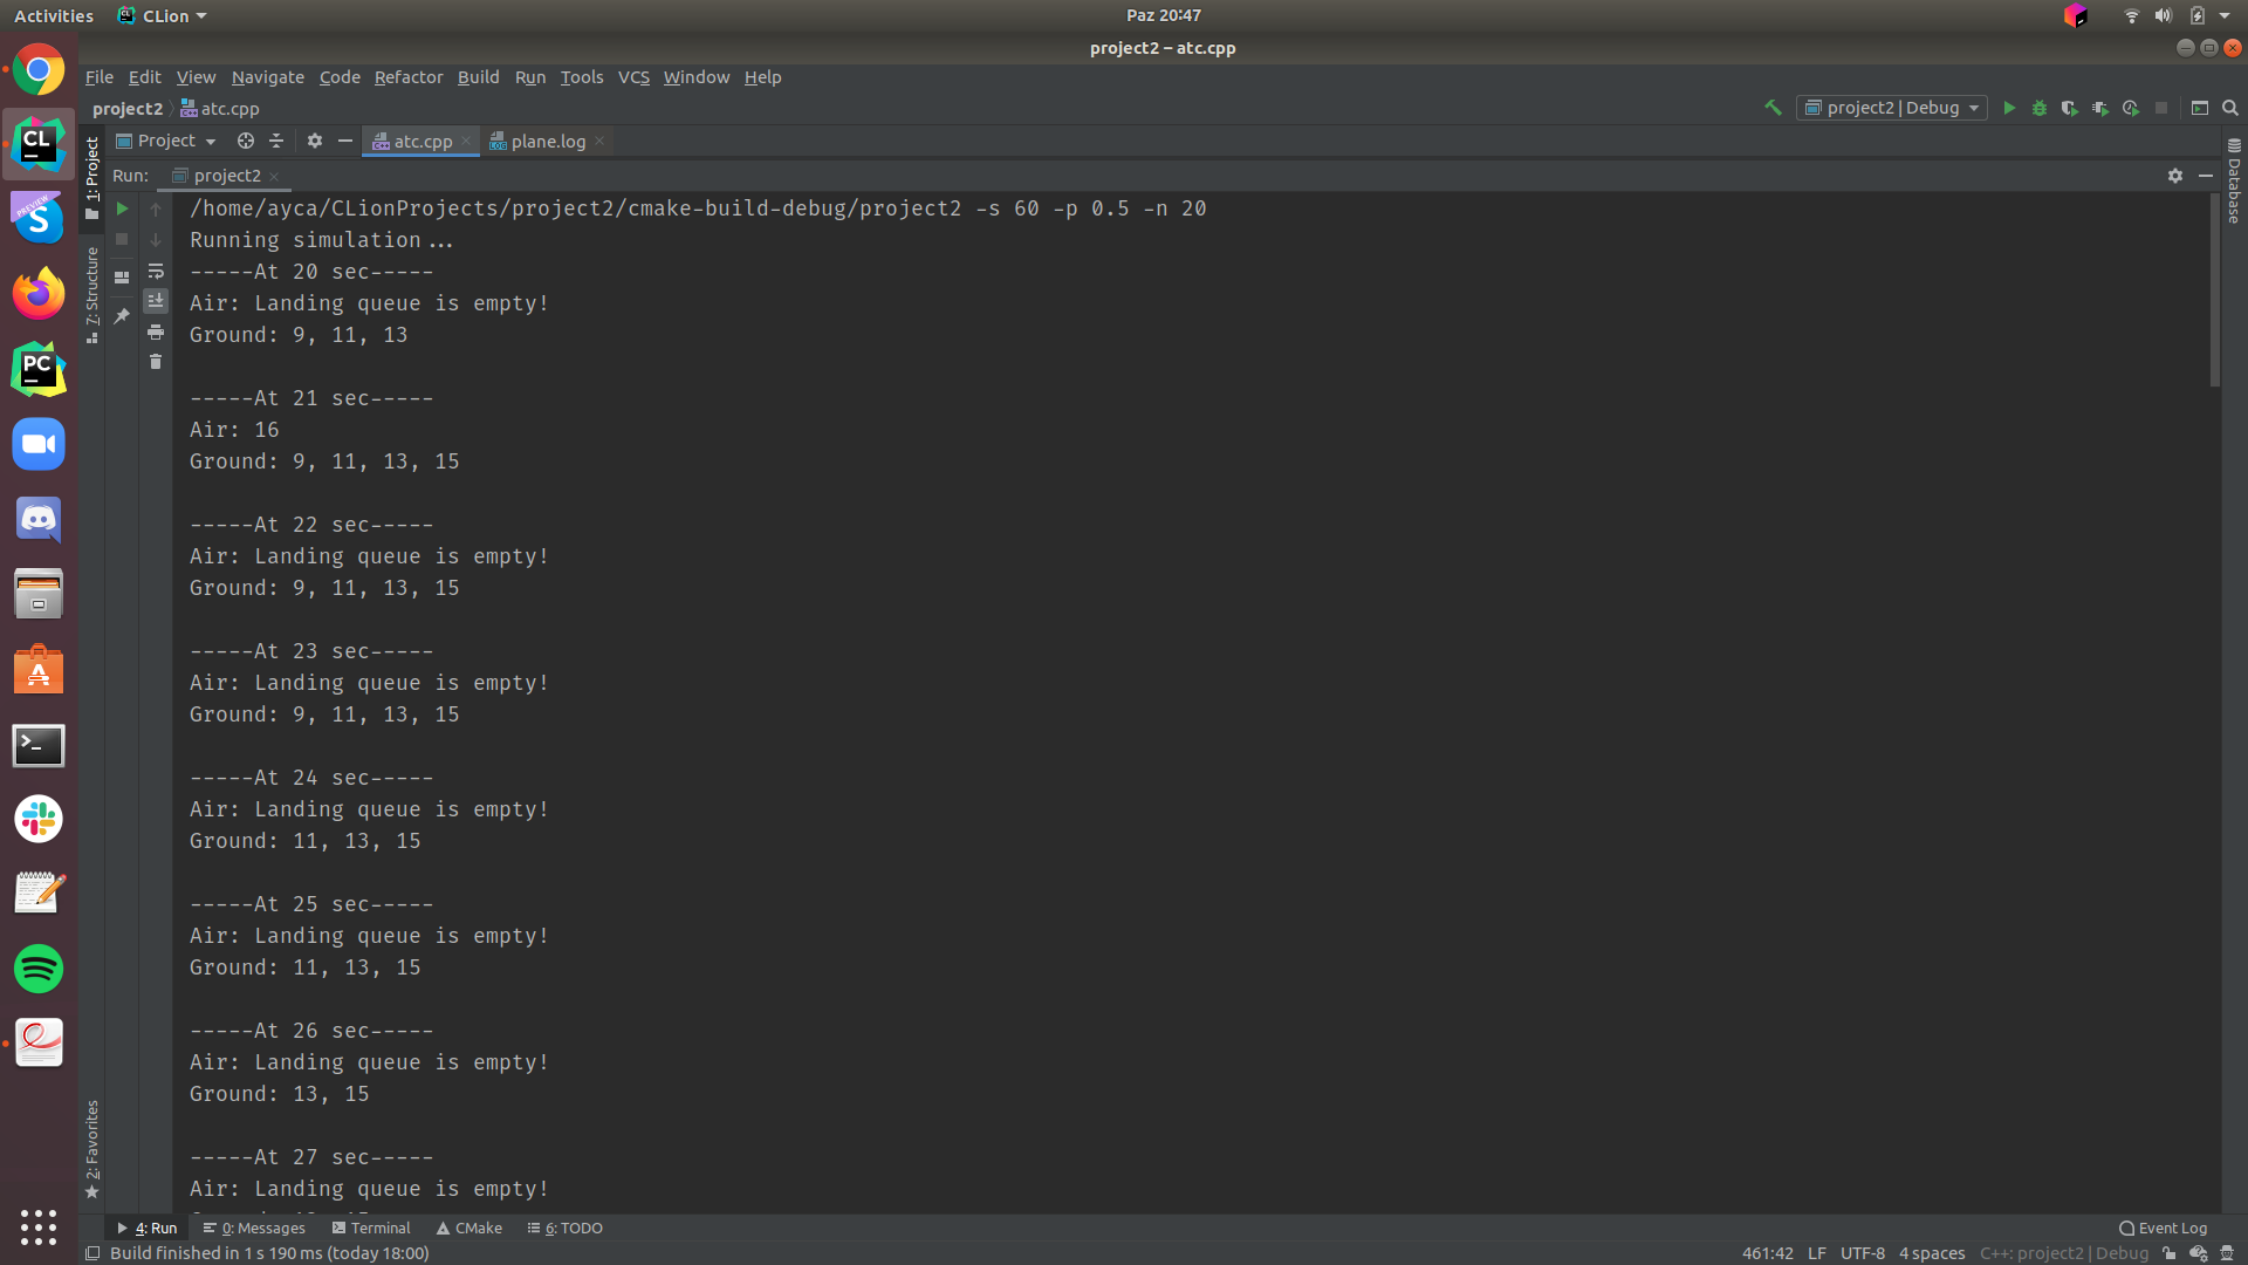 Activities CLion Paz 20:47
project2 – atc.cpp
File Edit View Navigate Code Refactor Build Run Tools VCS Window Help
project2 atc.cpp project2 | Debug
1: Project Project atc.cpp plane.log Database
Run: project2
/home/ayca/CLionProjects/project2/cmake-build-debug/project2 -s 60 -p 0.5 -n 20
Running simulation...
-----At 20 sec-----
Air: Landing queue is empty!
Ground: 9, 11, 13
-----At 21 sec-----
Air: 16
Ground: 9, 11, 13, 15
-----At 22 sec-----
Air: Landing queue is empty!
Ground: 9, 11, 13, 15
-----At 23 sec-----
Air: Landing queue is empty!
Ground: 9, 11, 13, 15
-----At 24 sec-----
Air: Landing queue is empty!
Ground: 11, 13, 15
-----At 25 sec-----
Air: Landing queue is empty!
Ground: 11, 13, 15
-----At 26 sec-----
Air: Landing queue is empty!
Ground: 13, 15
-----At 27 sec-----
Air: Landing queue is empty!
7: Structure
2: Favorites
CL
PREVIEW
S
PC
4: Run 0: Messages Terminal CMake 6: TODO Event Log
Build finished in 1 s 190 ms (today 18:00) 461:42 LF UTF-8 4 spaces C++: project2 | Debug